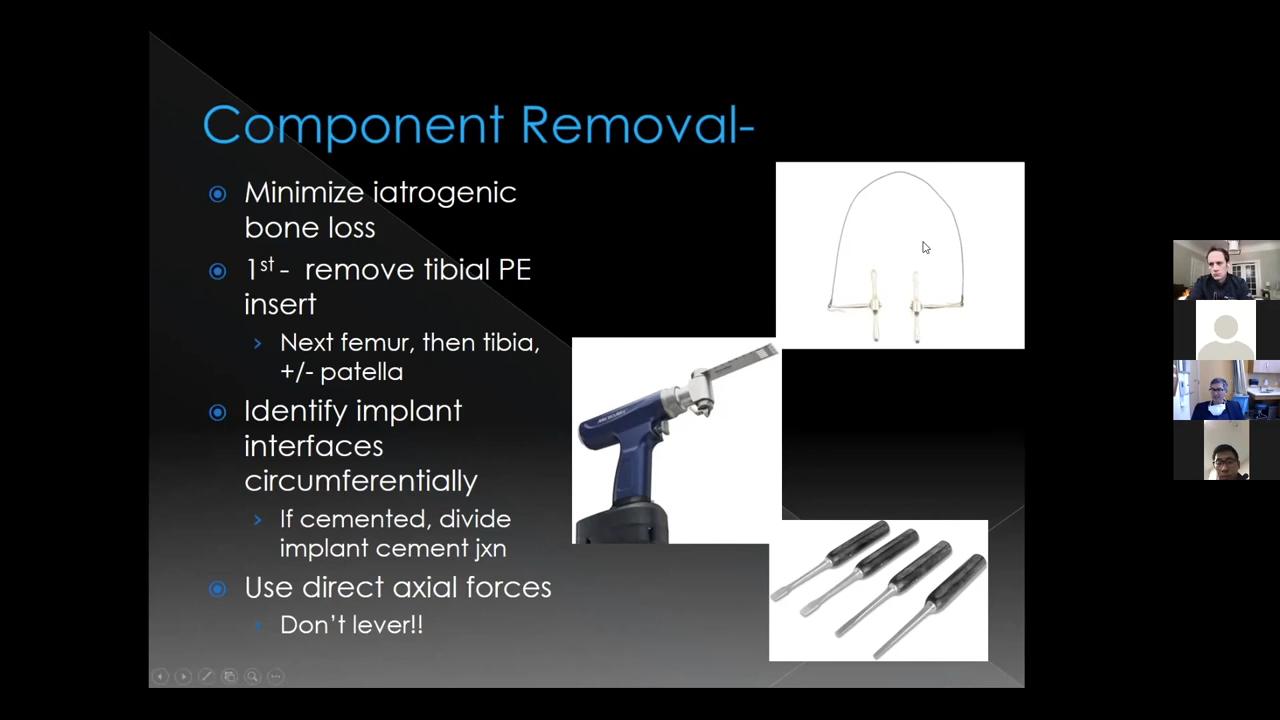 Component Removal-
Minimize iatrogenic
bone loss
1st - remove tibial PE
insert
Next femur, then tibia,
+/- patella
Identify implant
interfaces
circumferentially
If cemented, divide
implant cement jxn
Use direct axial forces
Don't lever!!